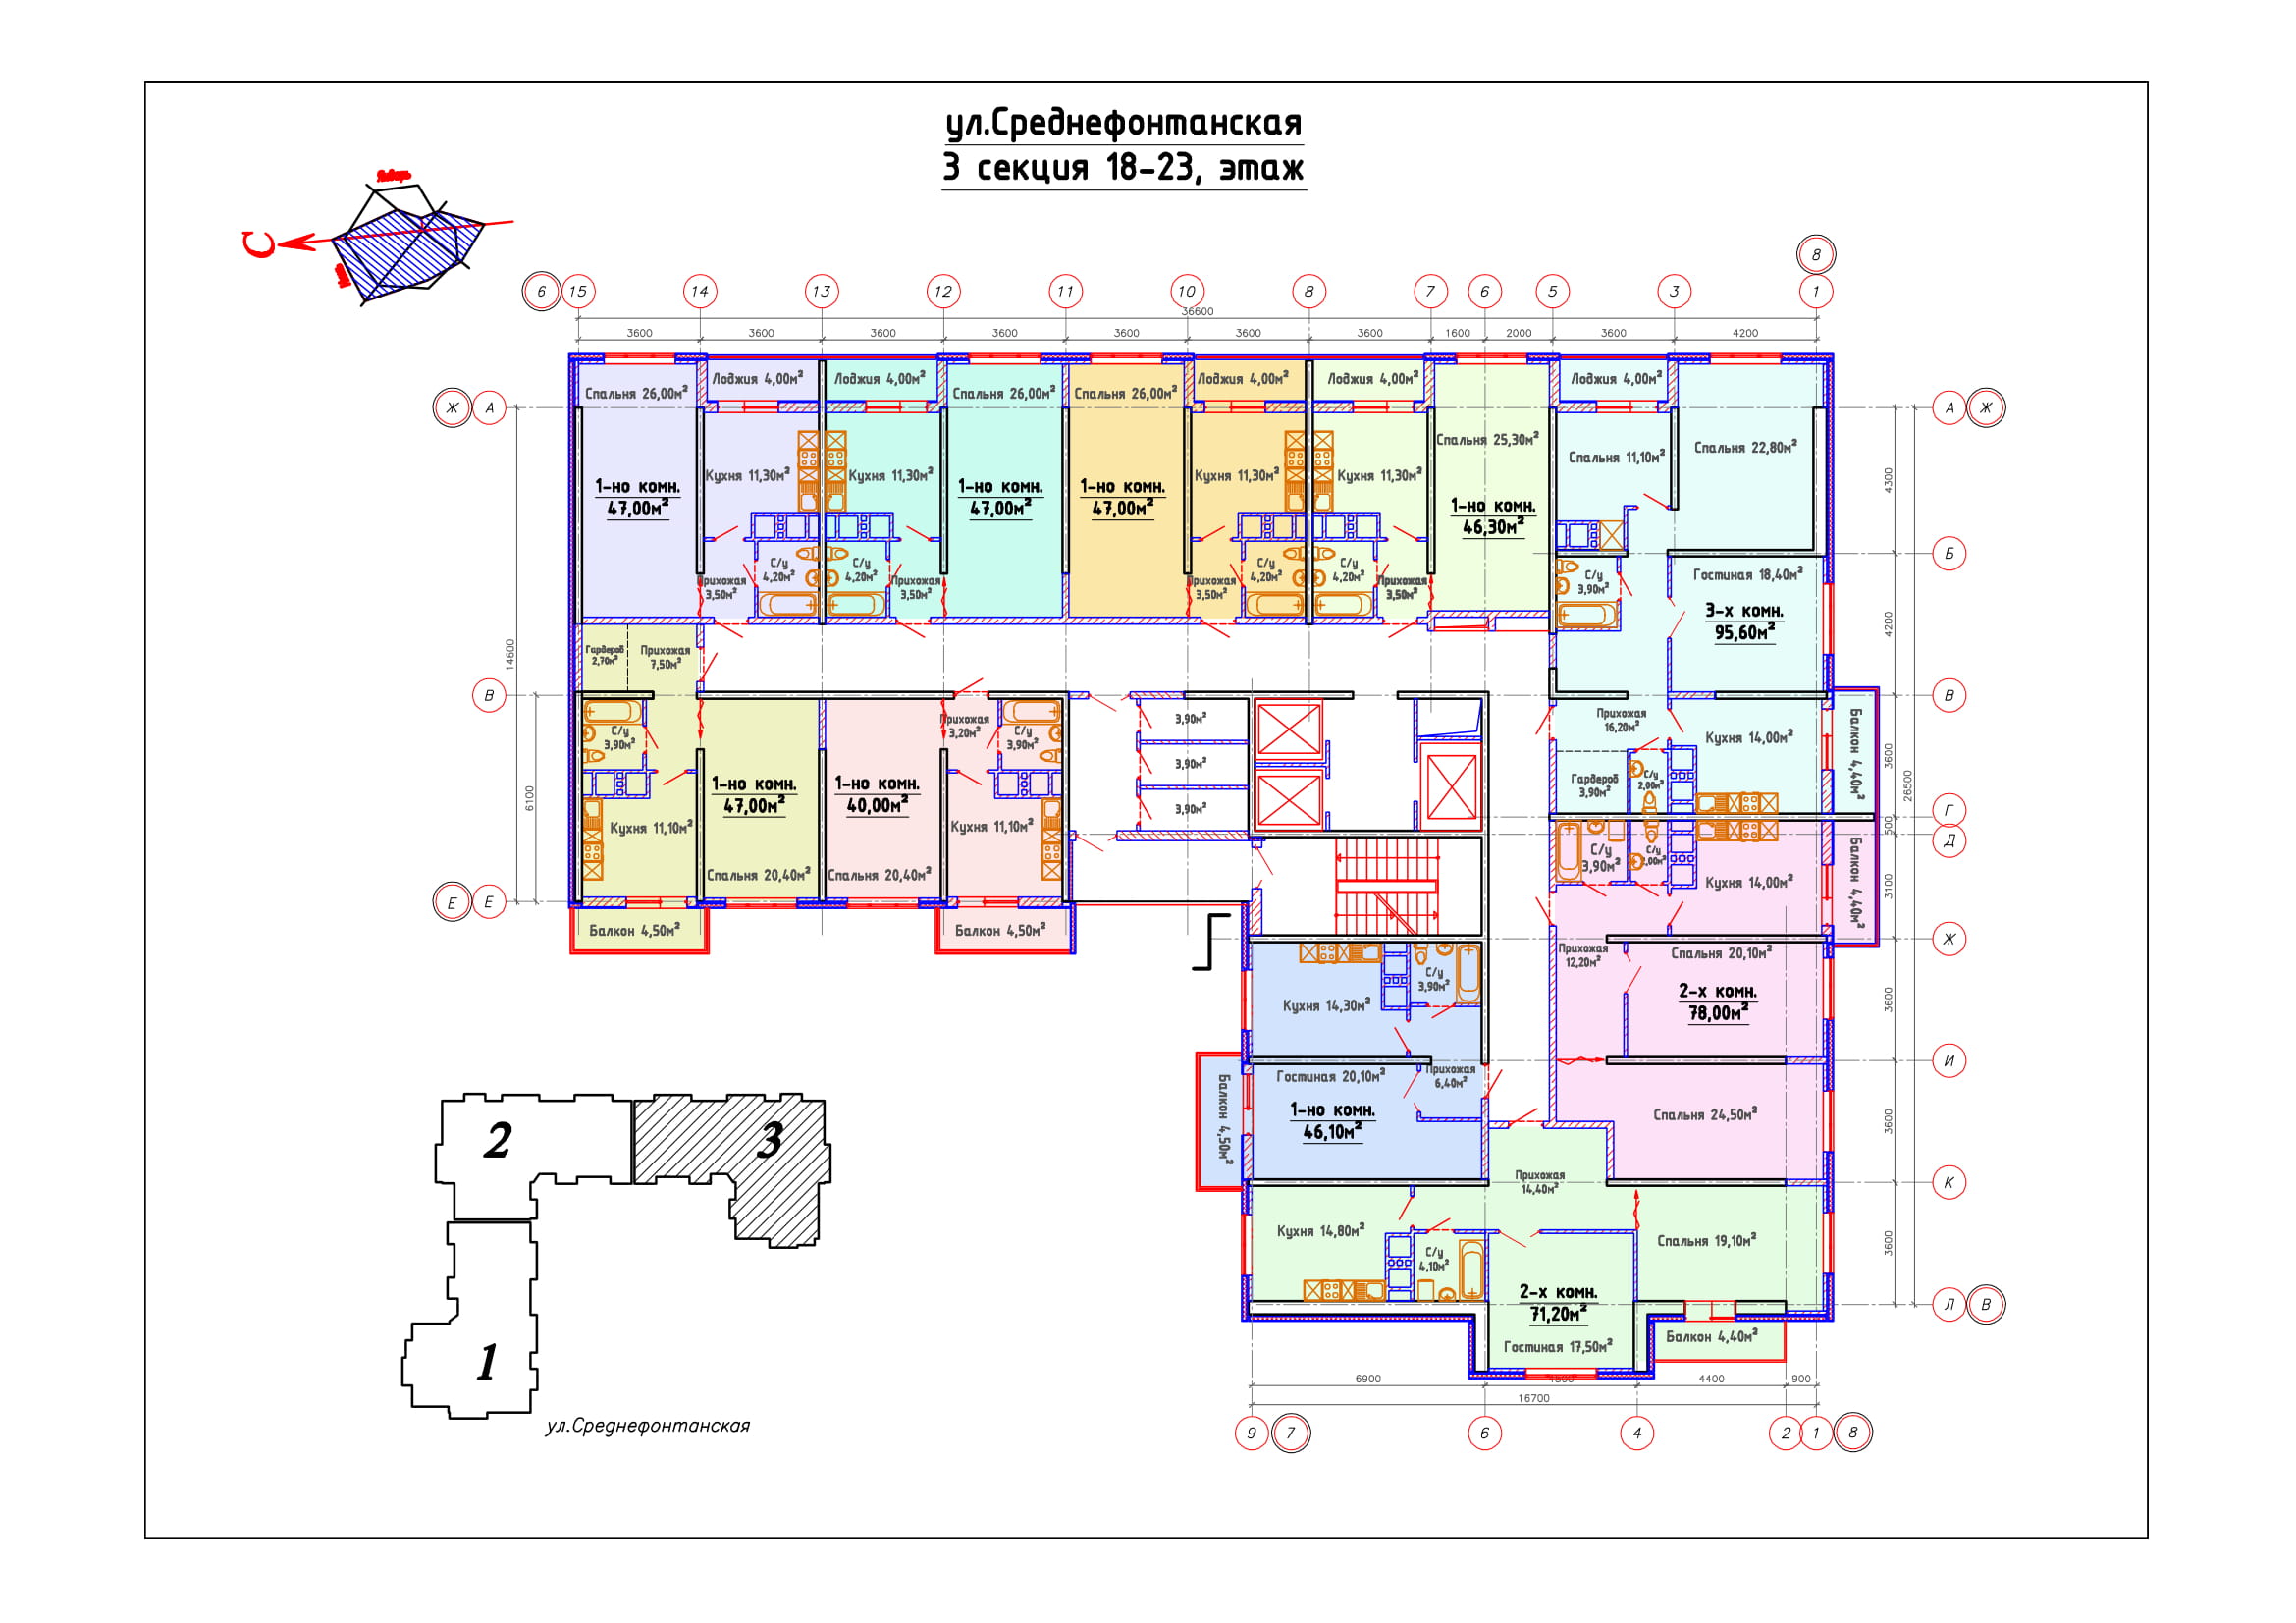 ул.Среднефонтанская
3 секция 18-23, этаж
С
6 15 14 13 12 11 10 8 7 6 5 3 8 1
36600
3600 3600 3600 3600 3600 3600 3600 1600 2000 3600 4200
Ж А
А Ж
Лоджия 4,00м²
Лоджия 4,00м²
Лоджия 4,00м²
Лоджия 4,00м²
Лоджия 4,00м²
Спальня 26,00м²
Спальня 26,00м²
Спальня 26,00м²
Спальня 25,30м²
Спальня 11,10м²
Спальня 22,80м²
Кухня 11,30м²
Кухня 11,30м²
Кухня 11,30м²
Кухня 11,30м²
1-но комн.
47,00м²
1-но комн.
47,00м²
1-но комн.
47,00м²
1-но комн.
46,30м²
4300
Б
С/у
4,20м²
С/у
4,20м²
С/у
4,20м²
С/у
4,20м²
С/у
3,90м²
Прихожая
3,50м²
Прихожая
3,50м²
Прихожая
3,50м²
Прихожая
3,50м²
Гостиная 18,40м²
3-х комн.
95,60м²
4200
14600
Гардероб
2,70м²
Прихожая
7,50м²
В
В
С/у
3,90м²
Прихожая
3,20м²
С/у
3,90м²
3,90м²
3,90м²
3,90м²
Прихожая
16,20м²
Кухня 14,00м²
Балкон 4,40м²
3600
26500
Гардероб
3,90м²
С/у
2,00м²
6100
1-но комн.
47,00м²
1-но комн.
40,00м²
Кухня 11,10м²
Кухня 11,10м²
Спальня 20,40м²
Спальня 20,40м²
Г
500
Д
С/у
3,90м²
С/у
2,00м²
Кухня 14,00м²
Балкон 4,40м²
3100
Е Е
Балкон 4,50м²
Балкон 4,50м²
Ж
Прихожая
12,20м²
Спальня 20,10м²
2-х комн.
78,00м²
3600
С/у
3,90м²
Кухня 14,30м²
И
Гостиная 20,10м²
Прихожая
6,40м²
1-но комн.
46,10м²
Балкон 4,50м²
Спальня 24,50м²
3600
К
Прихожая
14,40м²
Кухня 14,80м²
С/у
4,10м²
Спальня 19,10м²
3600
2-х комн.
71,20м²
Л В
Гостиная 17,50м²
Балкон 4,40м²
6900 4500 4400 900
16700
9 7 6 4 2 1 8
2
3
1
ул.Среднефонтанская